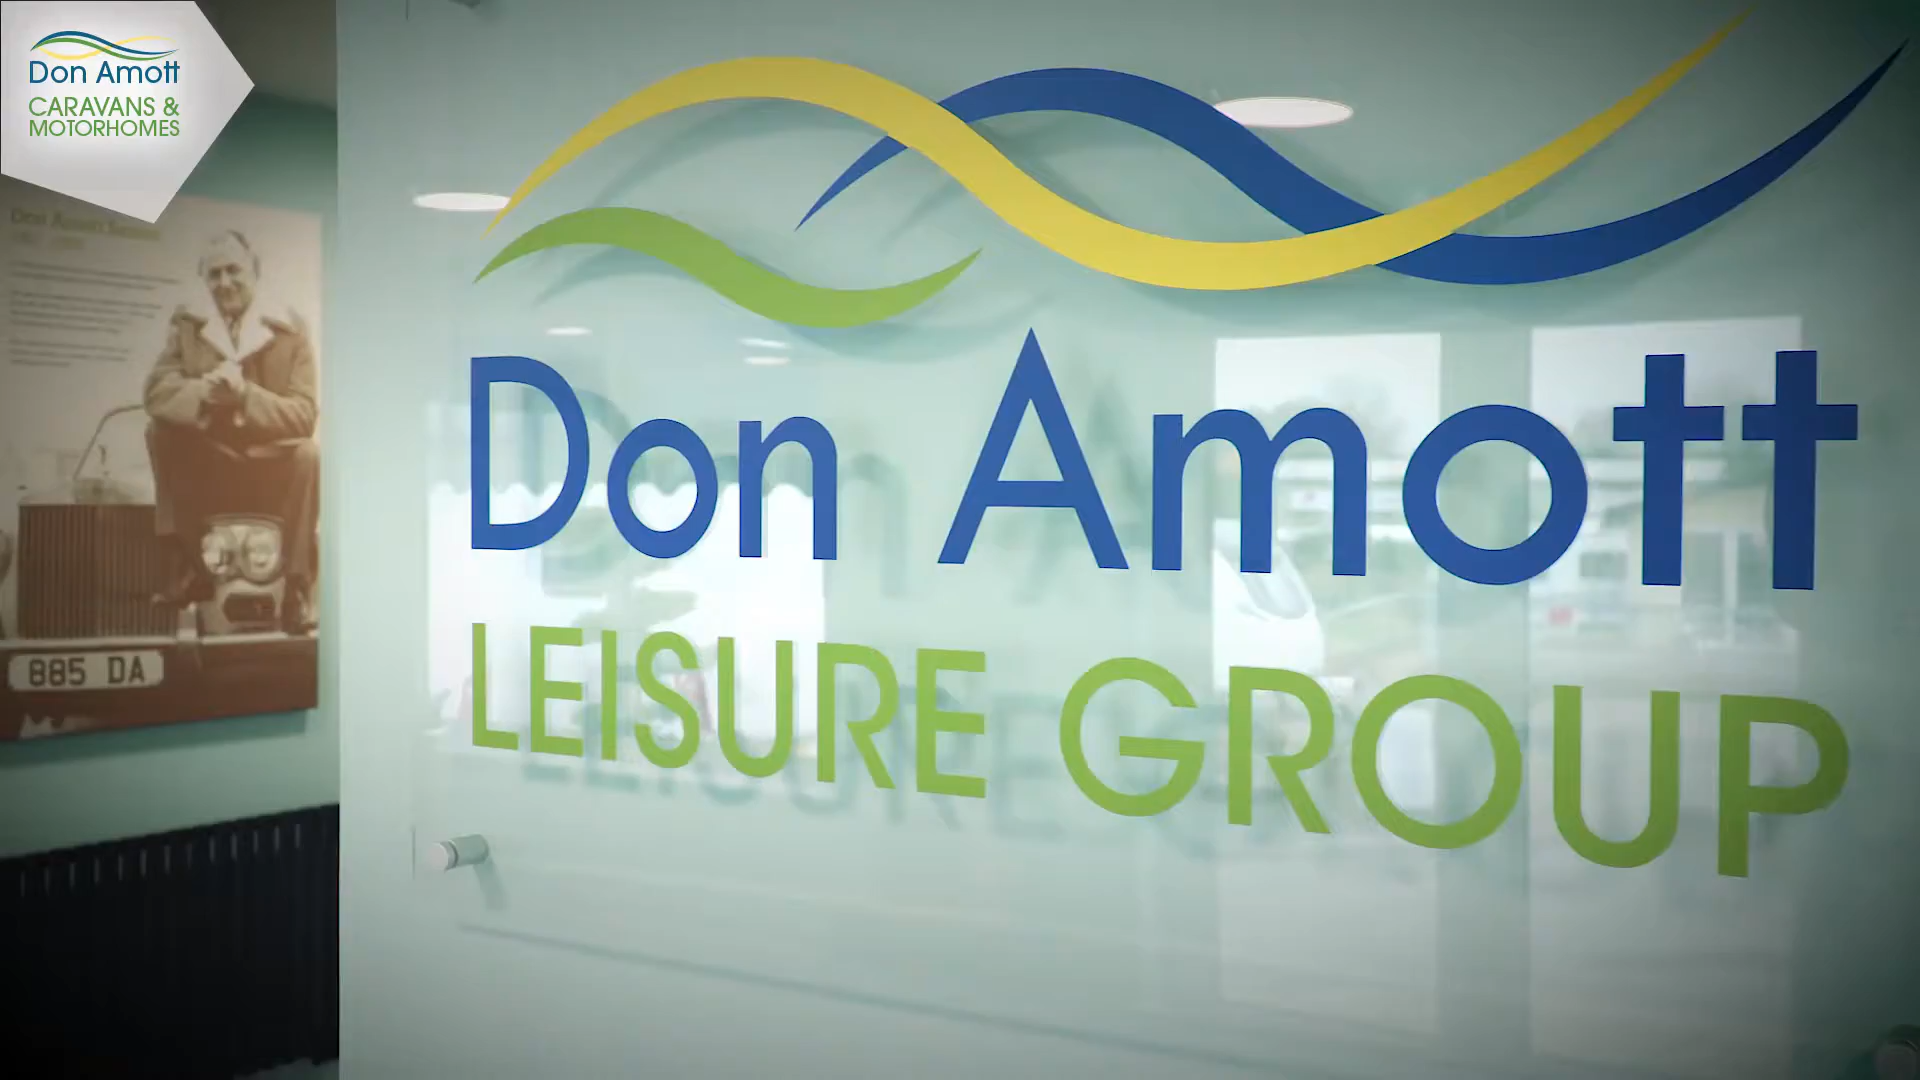 Don Amott
CARAVANS &
MOTORHOMES
Don Amott
LEISURE GROUP
885 DA